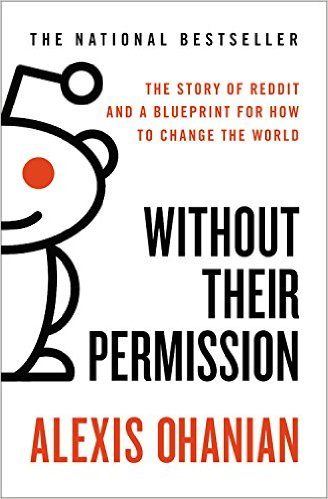 THE NATIONAL BESTSELLER
THE STORY OF REDDIT
AND A BLUEPRINT FOR HOW
TO CHANGE THE WORLD
WITHOUT
THEIR
PERMISSION
ALEXIS OHANIAN